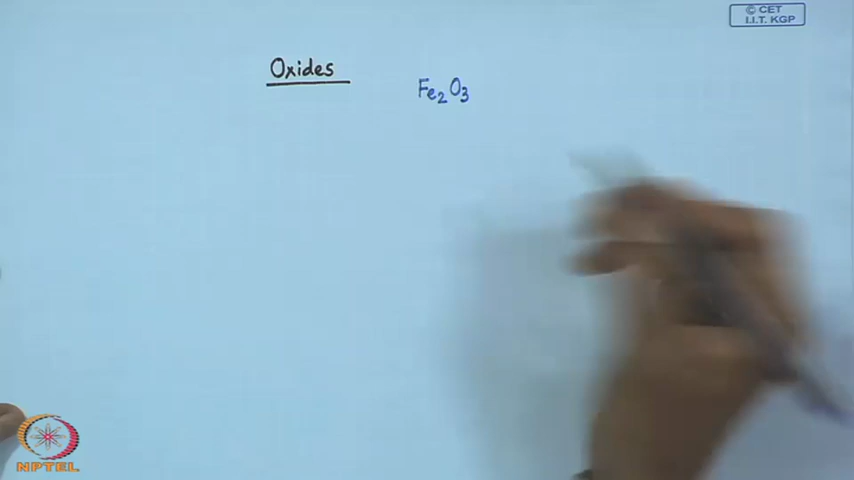 © CET
I.I.T. KGP
Oxides
Fe₂O₃
NPTEL